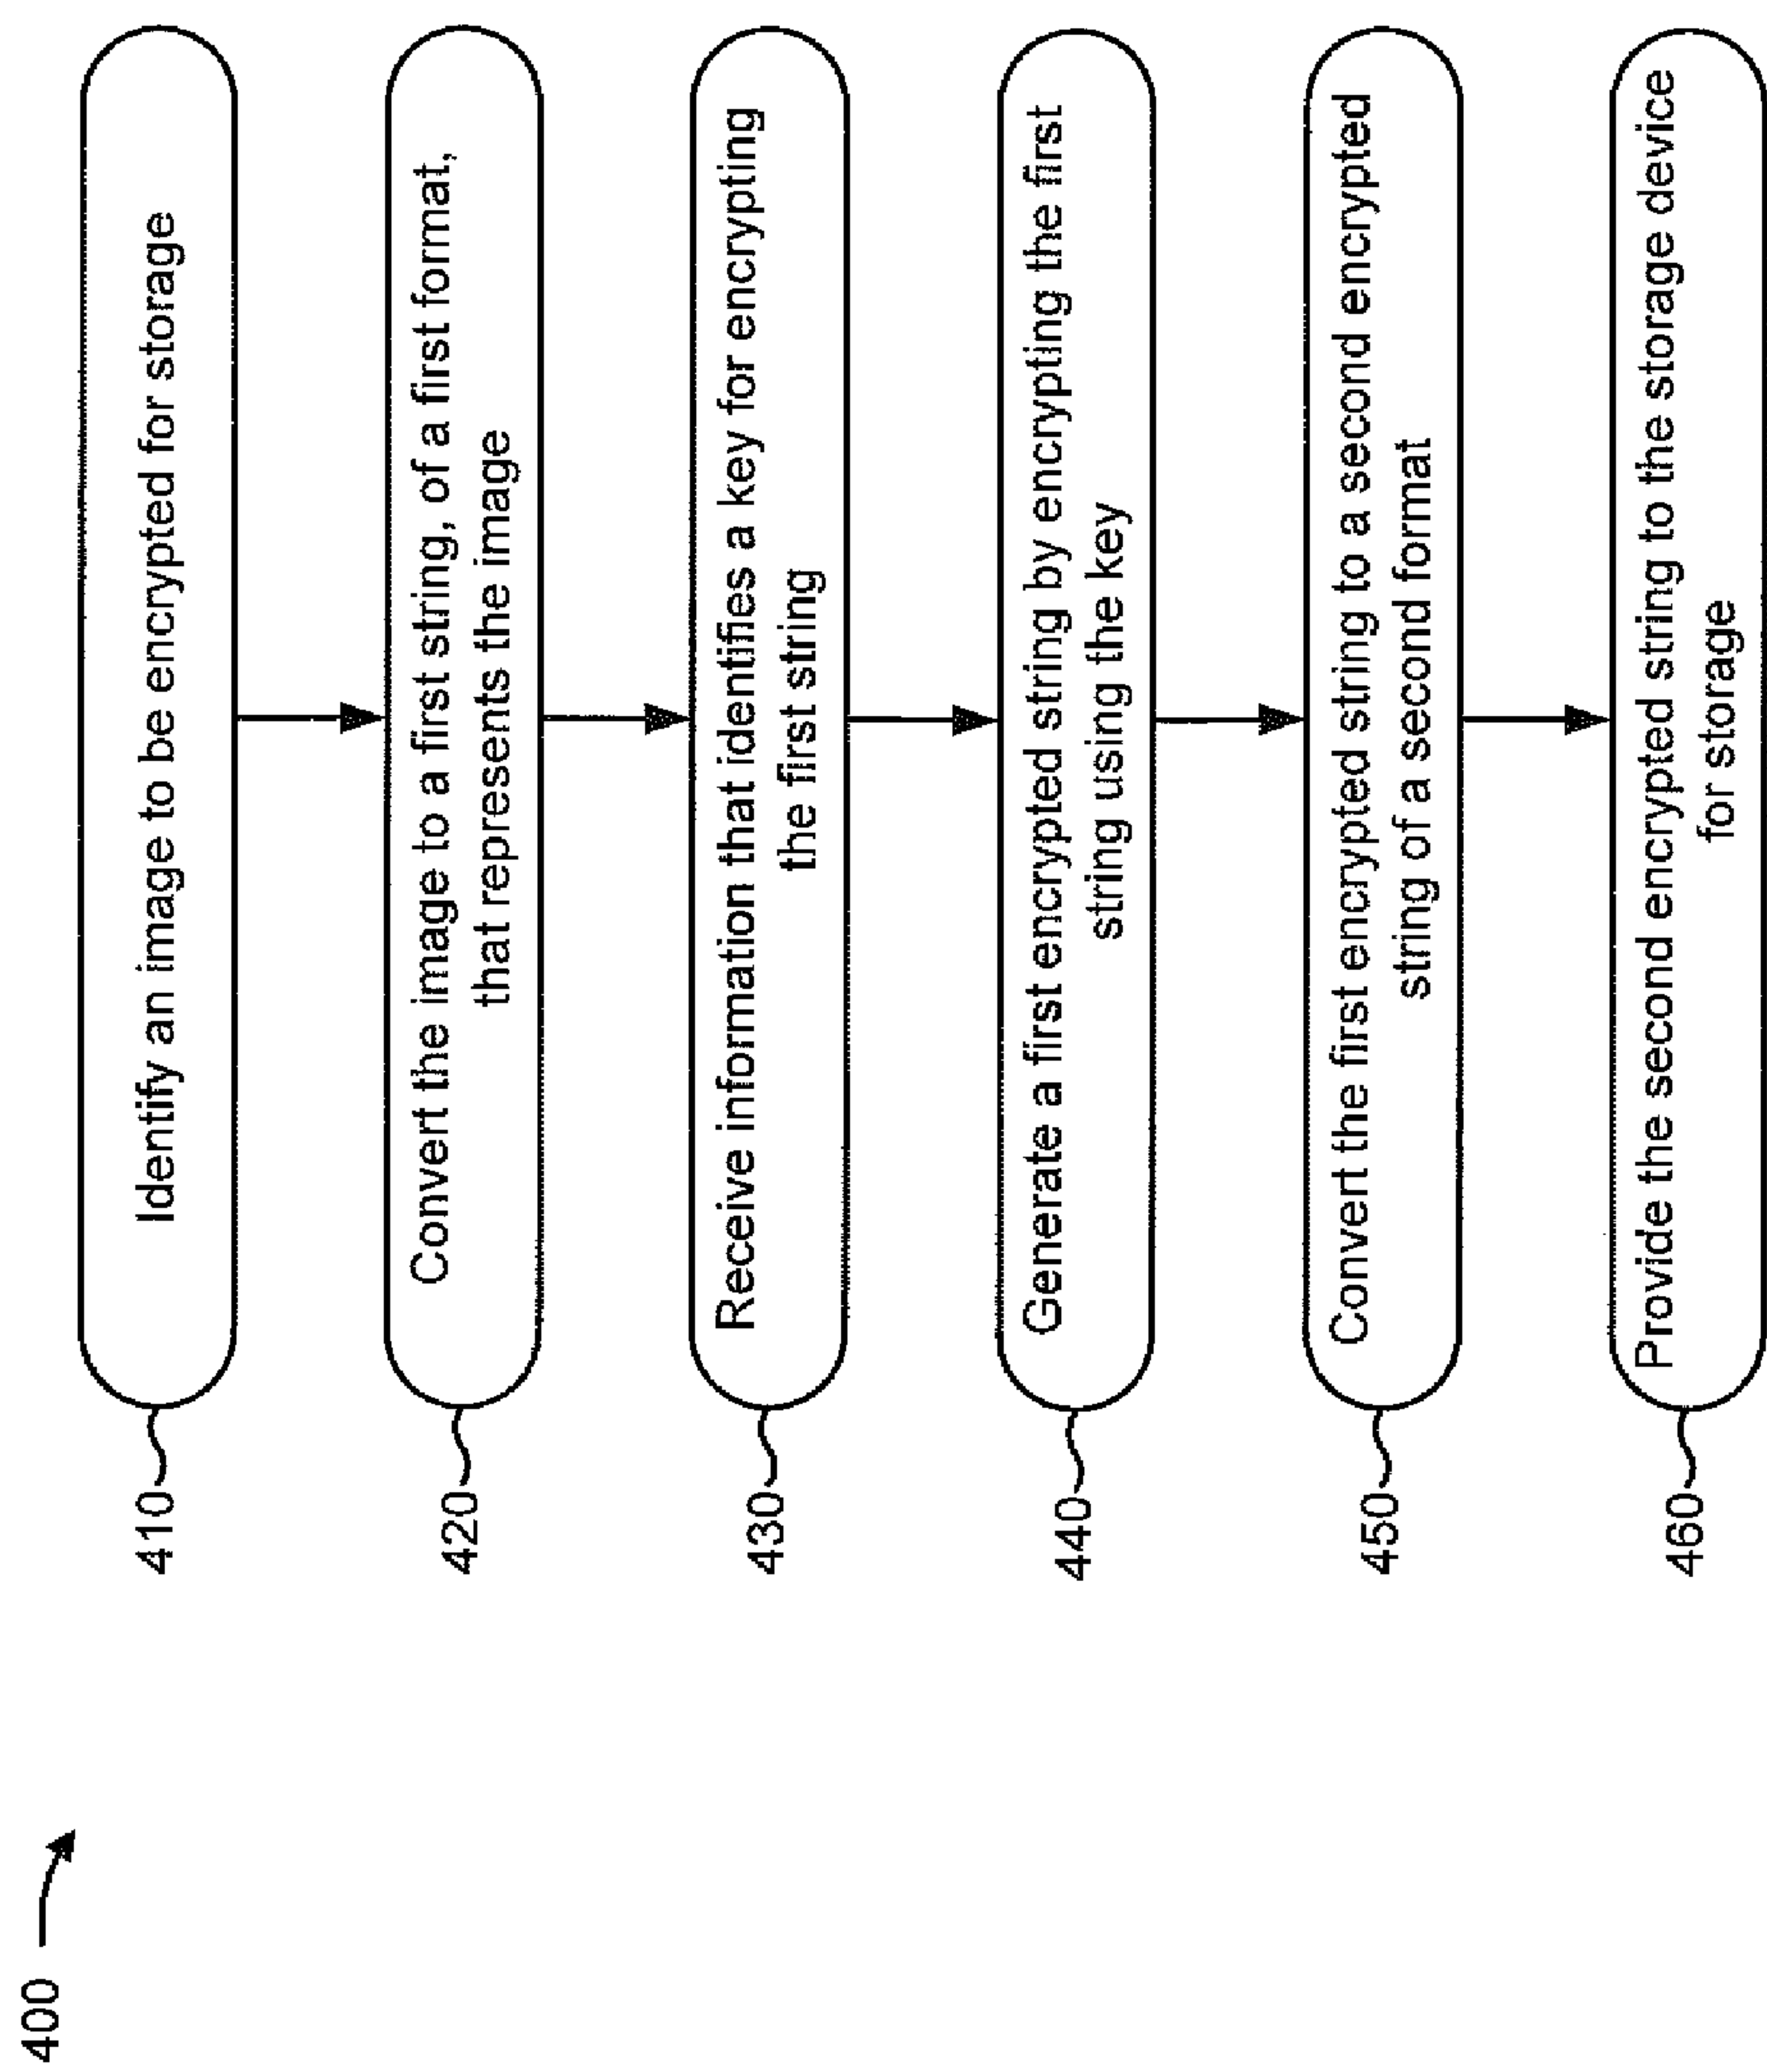 400
410
Identify an image to be encrypted for storage
420
Convert the image to a first string, of a first format,
that represents the image
430
Receive information that identifies a key for encrypting
the first string
440
Generate a first encrypted string by encrypting the first
string using the key
450
Convert the first encrypted string to a second encrypted
string of a second format
460
Provide the second encrypted string to the storage device
for storage